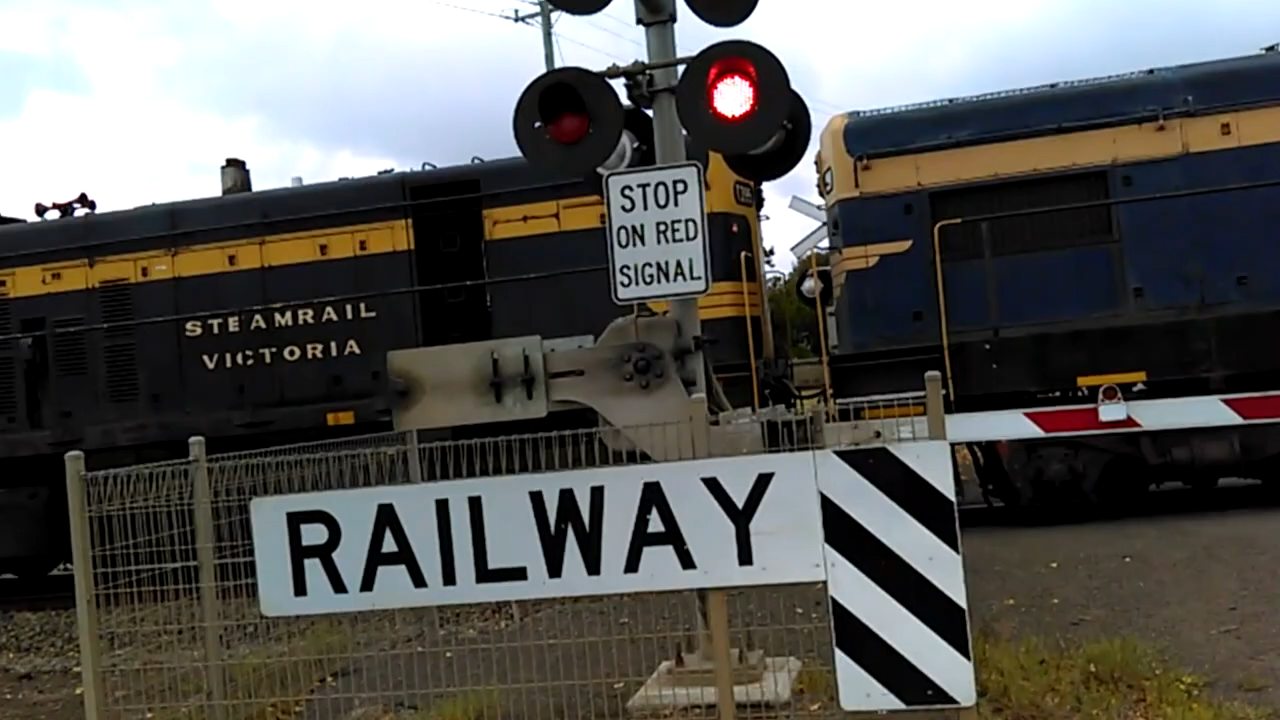 STOP
ON RED
SIGNAL
STEAMRAIL
VICTORIA
RAILWAY